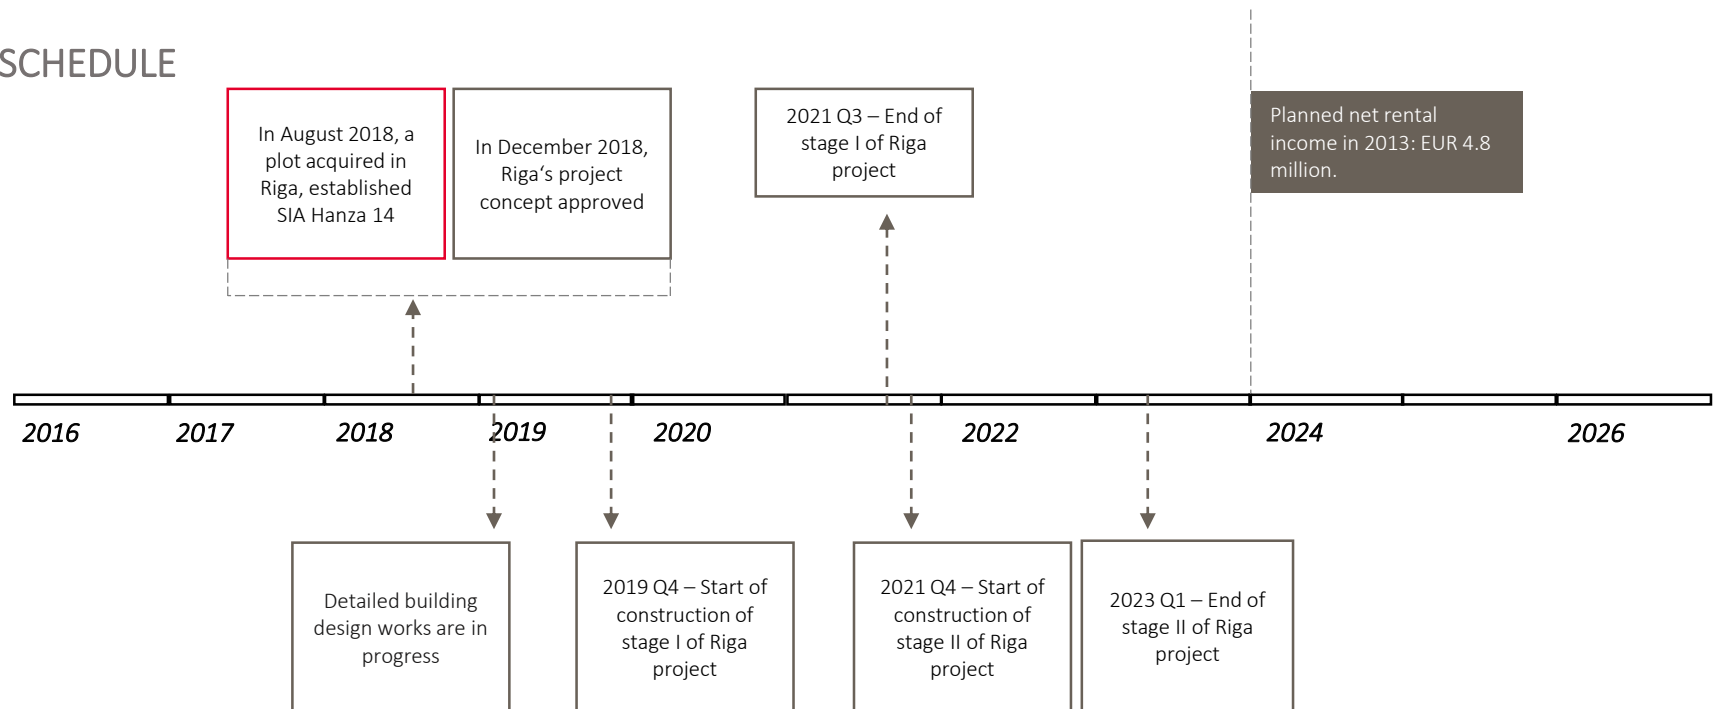 SCHEDULE
In August 2018, a
plot acquired in
Riga, established
SIA Hanza 14
In December 2018,
Riga‘s project
concept approved
2021 Q3 – End of
stage I of Riga
project
Planned net rental
income in 2013: EUR 4.8
million.
2016
2017
2018
2019
2020
2022
2024
2026
Detailed building
design works are in
progress
2019 Q4 – Start of
construction of
stage I of Riga
project
2021 Q4 – Start of
construction of
stage II of Riga
project
2023 Q1 – End of
stage II of Riga
project